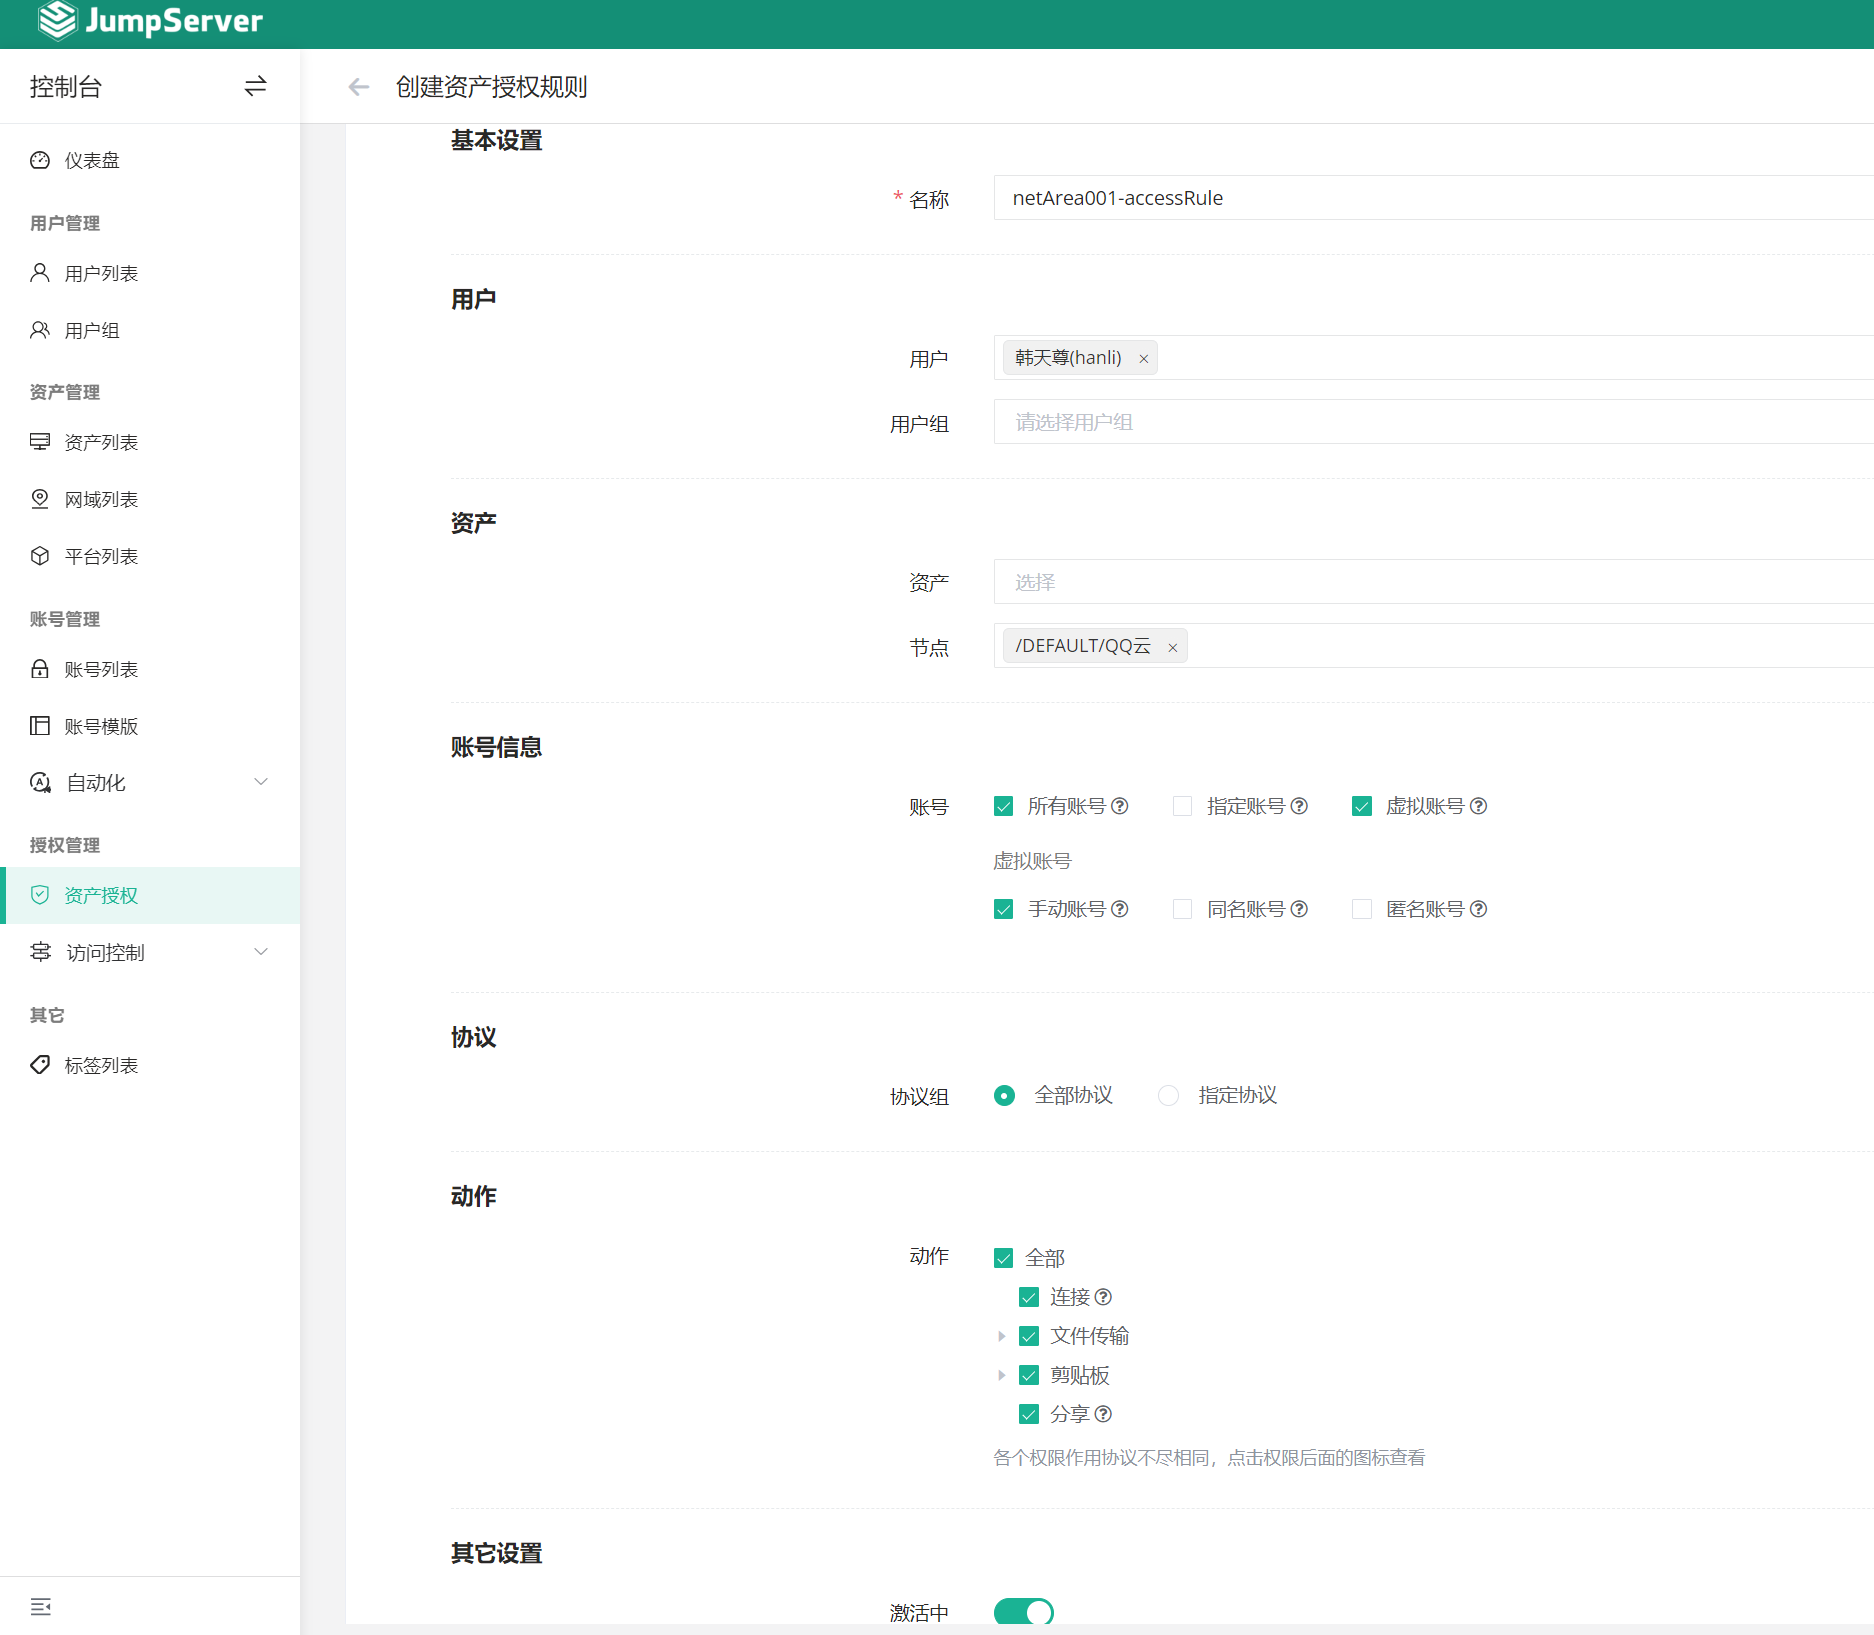 JumpServer
控制台
仪表盘
用户管理
用户列表
用户组
资产管理
资产列表
网域列表
平台列表
账号管理
账号列表
账号模版
自动化
授权管理
资产授权
访问控制
其它
标签列表
创建资产授权规则
基本设置
* 名称 netArea001-accessRule
用户
用户 韩天尊(hanli) ×
用户组 请选择用户组
资产
资产 选择
节点 /DEFAULT/QQ云 ×
账号信息
账号 所有账号 指定账号 虚拟账号
虚拟账号
手动账号 同名账号 匿名账号
协议
协议组 全部协议 指定协议
动作
动作 全部
连接
文件传输
剪贴板
分享
各个权限作用协议不尽相同，点击权限后面的图标查看
其它设置
激活中